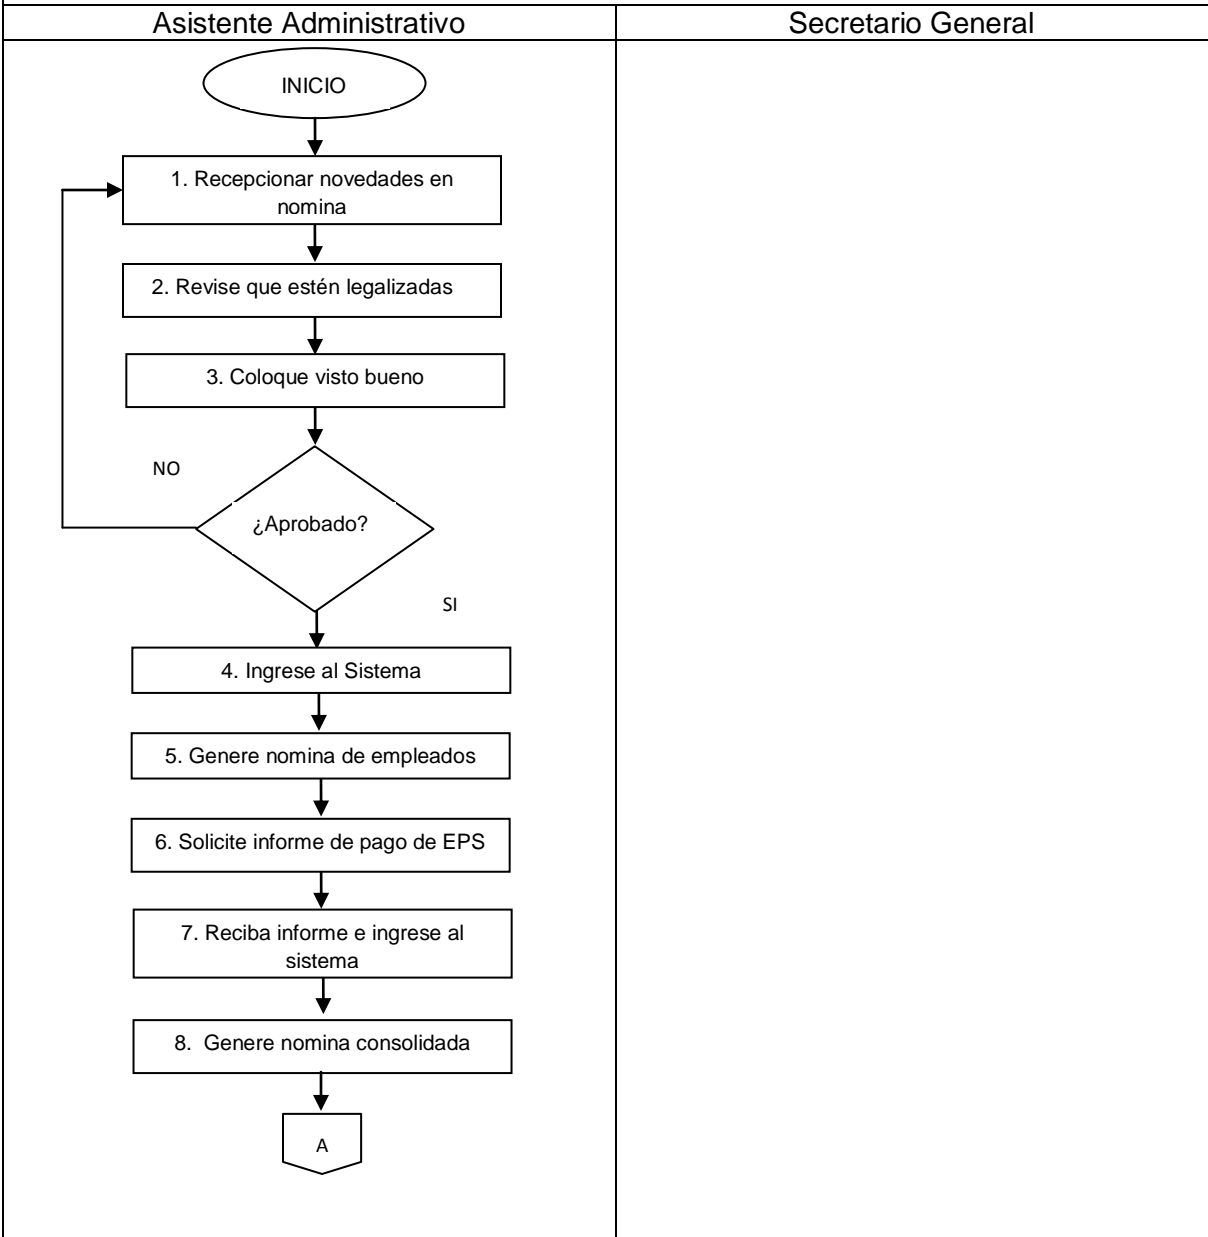 Asistente Administrativo
Secretario General
INICIO
1. Recepcionar novedades en
nomina
2. Revise que estén legalizadas
3. Coloque visto bueno
NO
¿Aprobado?
SI
4. Ingrese al Sistema
5. Genere nomina de empleados
6. Solicite informe de pago de EPS
7. Reciba informe e ingrese al
sistema
8. Genere nomina consolidada
A